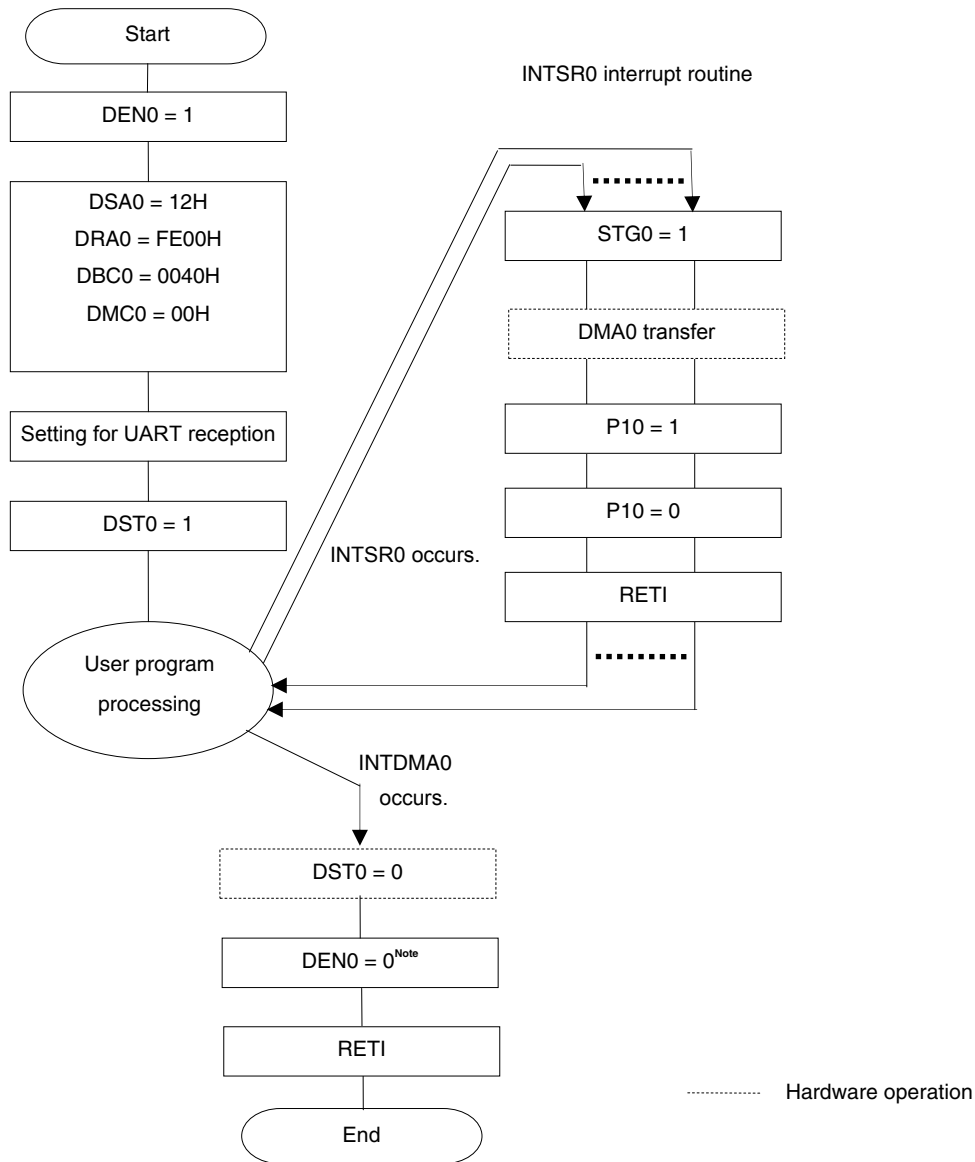 Start
DEN0 = 1
DSA0 = 12H
DRA0 = FE00H
DBC0 = 0040H
DMC0 = 00H
Setting for UART reception
DST0 = 1
User program
processing
INTSR0 occurs.
INTSR0 interrupt routine
STG0 = 1
DMA0 transfer
P10 = 1
P10 = 0
RETI
INTDMA0
occurs.
DST0 = 0
DEN0 = 0Note
RETI
End
Hardware operation